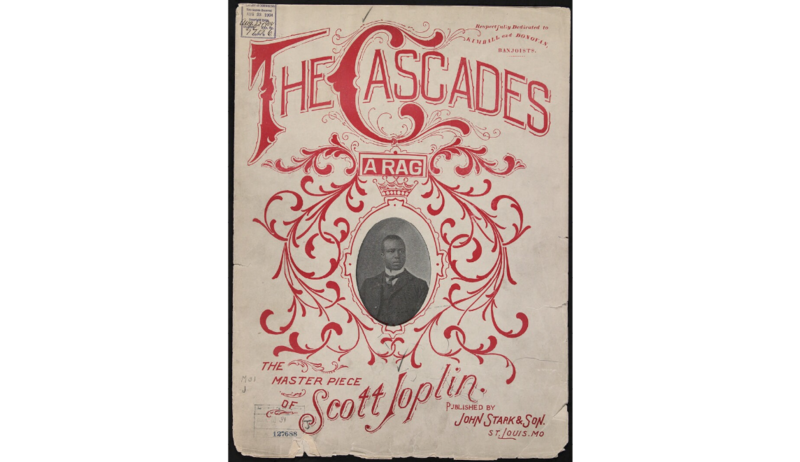 Respectfully Dedicated to
KIMBALL and DONOVAN,
BANJOISTS.
THE CASCADES
A RAG
THE
MASTER PIECE
OF
Scott Joplin.
PUBLISHED BY
JOHN STARK & SON.
ST. LOUIS. MO
127688